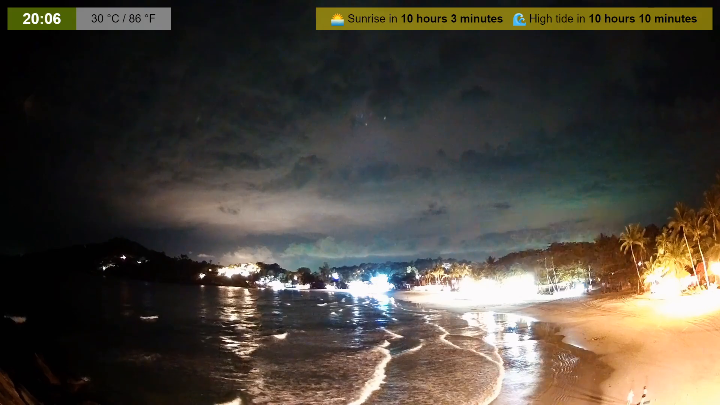 20:06 30 °C / 86 °F 🌅 Sunrise in 10 hours 3 minutes 🌊 High tide in 10 hours 10 minutes